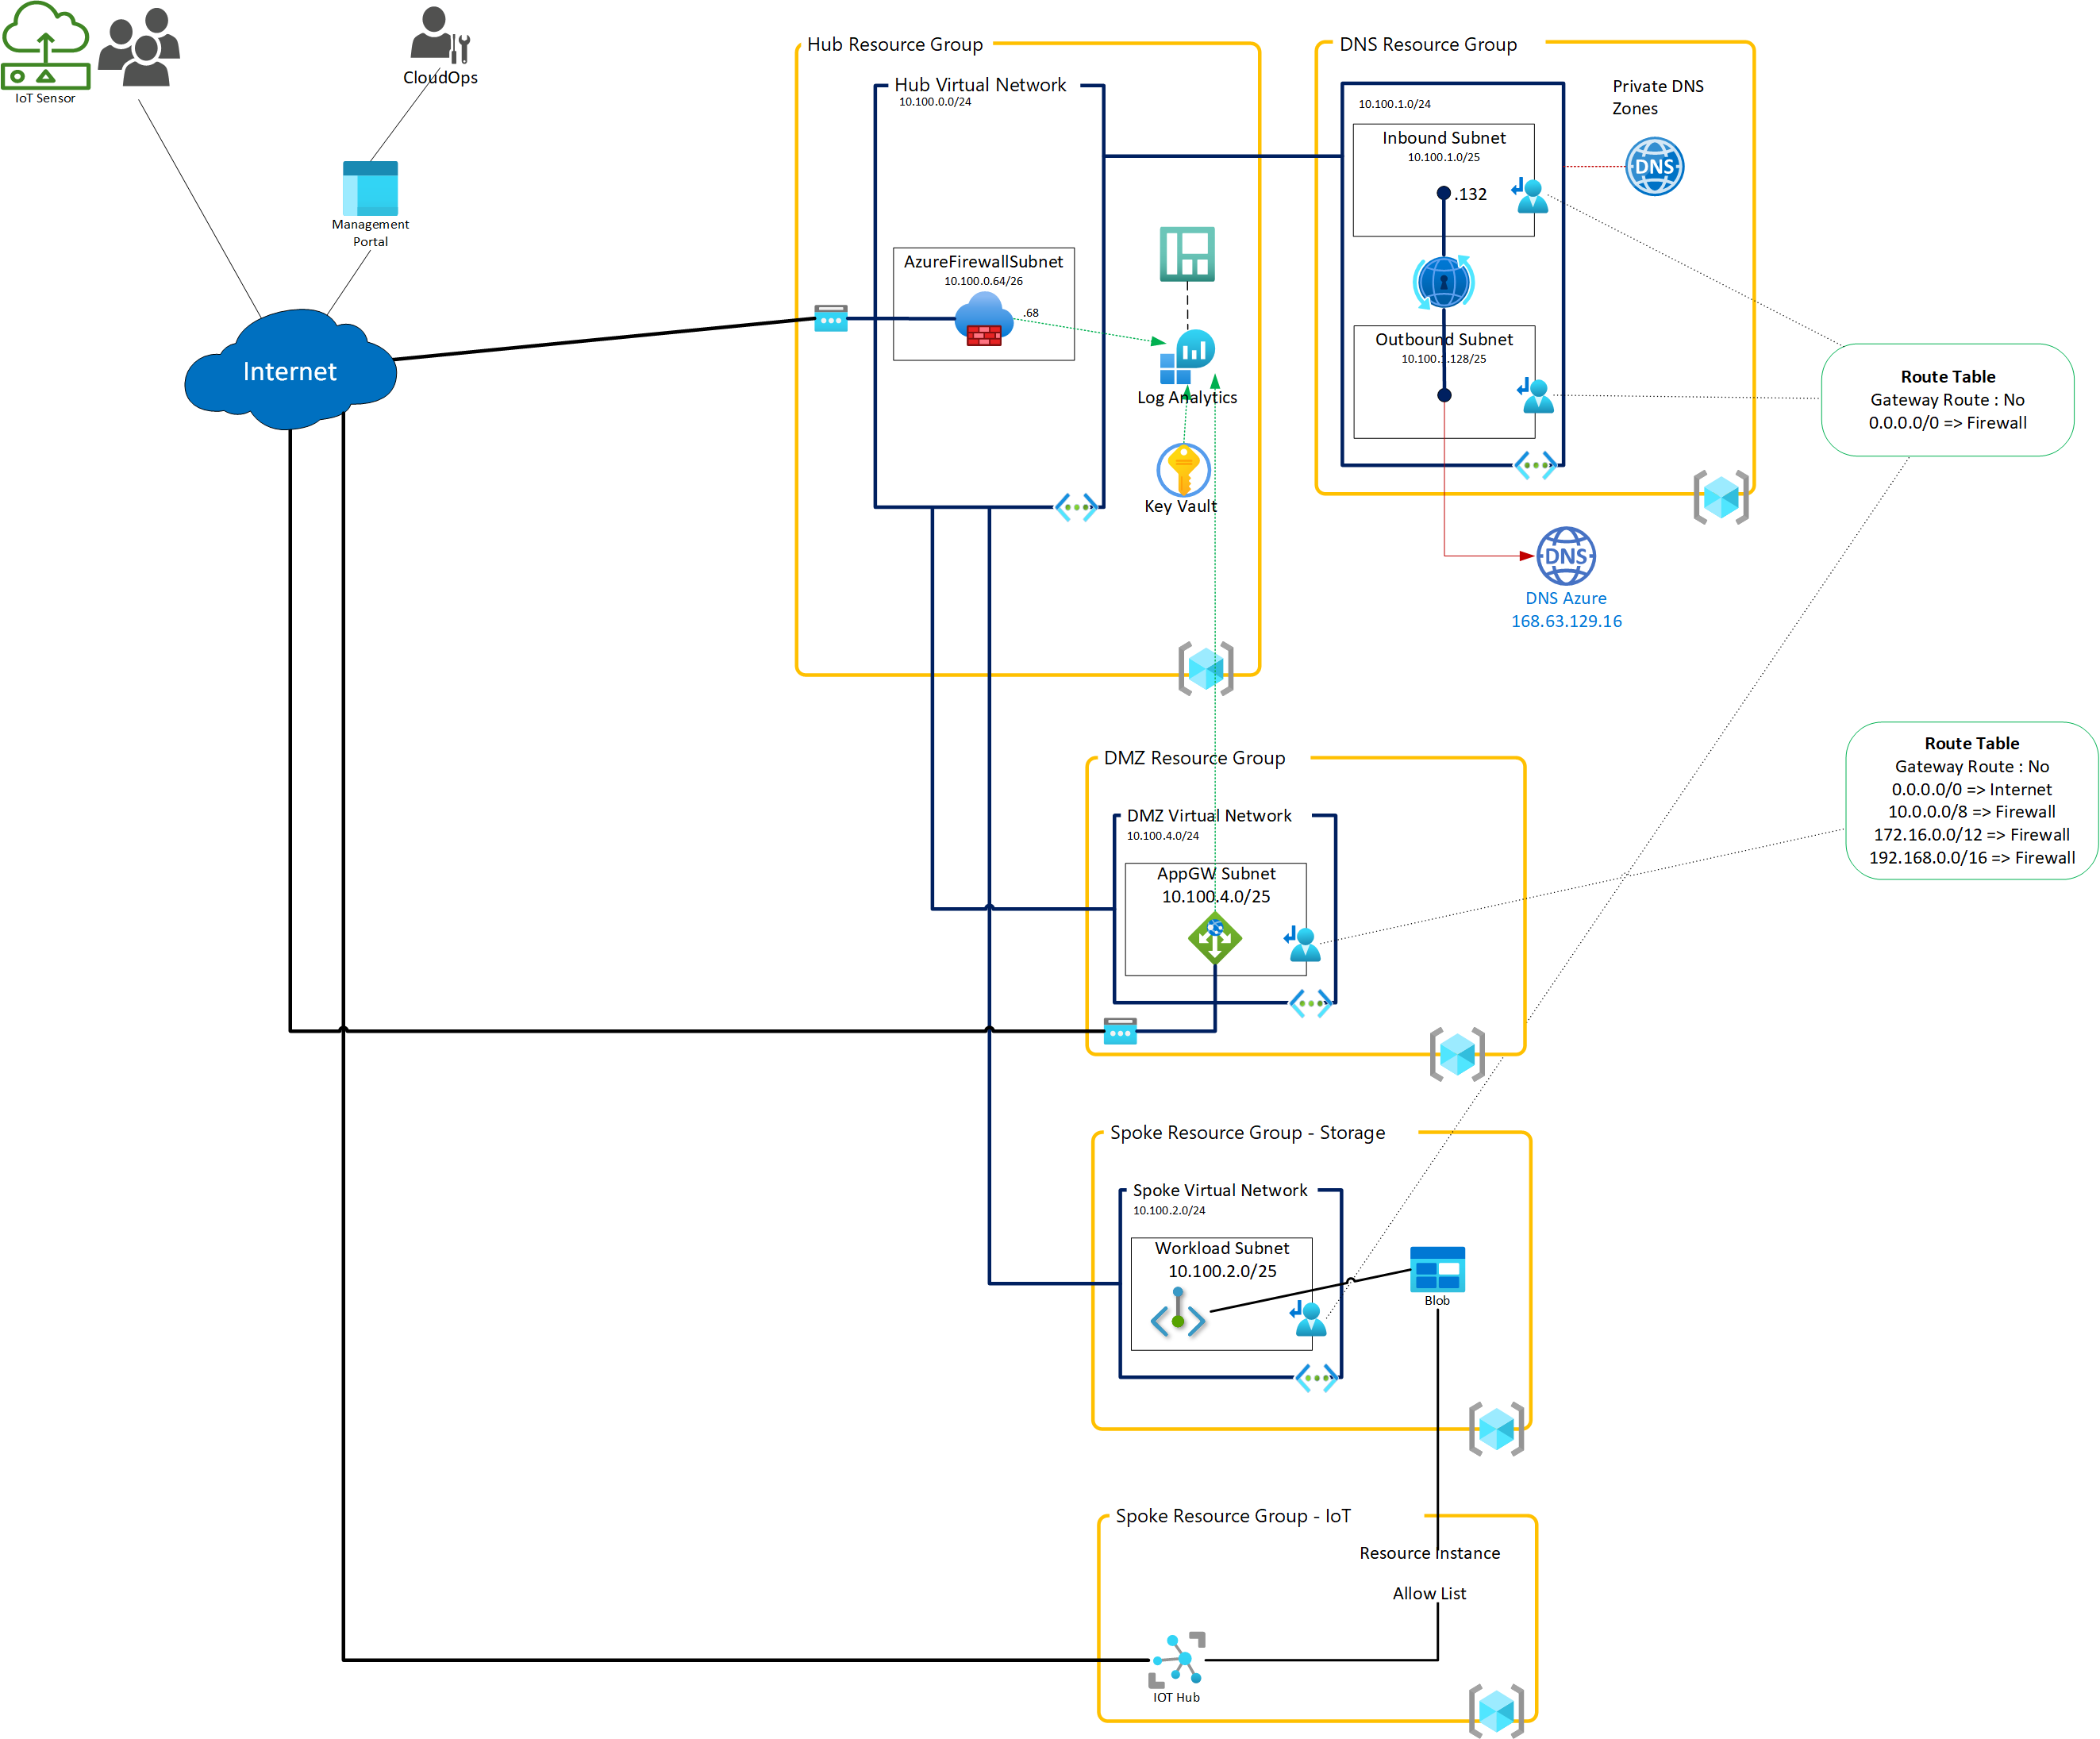 IoT Sensor
CloudOps
Management
Portal
Internet
Hub Resource Group
Hub Virtual Network
10.100.0.0/24
AzureFirewallSubnet
10.100.0.64/26
.68
Log Analytics
Key Vault
DNS Resource Group
10.100.1.0/24
Inbound Subnet
10.100.1.0/25
.132
Outbound Subnet
10.100.1.128/25
Private DNS
Zones
DNS
DNS
DNS Azure
168.63.129.16
Route Table
Gateway Route : No
0.0.0.0/0 => Firewall
Route Table
Gateway Route : No
0.0.0.0/0 => Internet
10.0.0.0/8 => Firewall
172.16.0.0/12 => Firewall
192.168.0.0/16 => Firewall
DMZ Resource Group
DMZ Virtual Network
10.100.4.0/24
AppGW Subnet
10.100.4.0/25
Spoke Resource Group - Storage
Spoke Virtual Network
10.100.2.0/24
Workload Subnet
10.100.2.0/25
Blob
Spoke Resource Group - IoT
Resource Instance
Allow List
IOT Hub